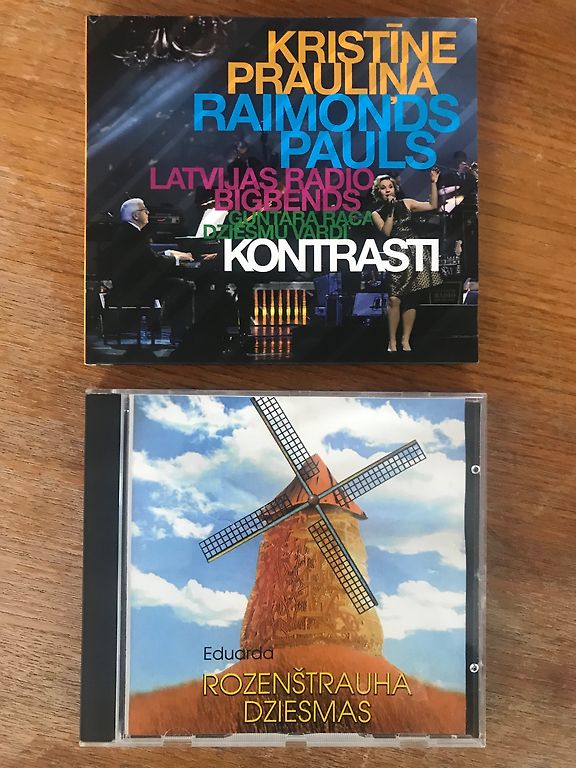 KRISTĪNE
PRAULIŅA
RAIMONDS
PAULS
LATVIJAS RADIO
BIGBENDS
GUNTARA RAČA
DZIESMU VĀRDI
KONTRASTI
Eduarda
ROZENŠTRAUHA
DZIESMAS